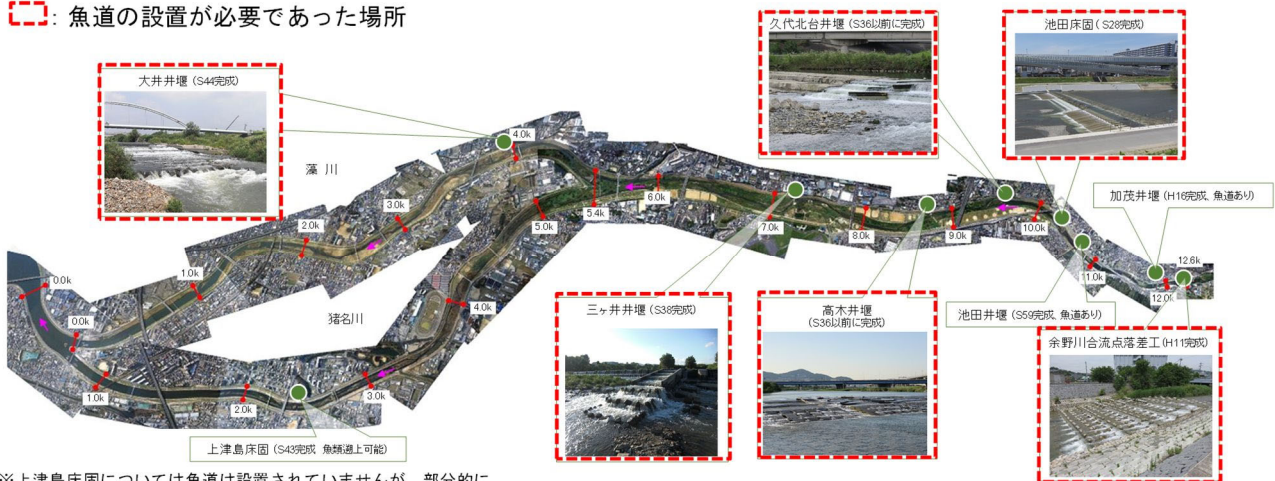 ：魚道の設置が必要であった場所
久代北台井堰（S36以前に完成）
池田床固（S28完成）
大井井堰（S44完成）
藻 川
4.0k
3.0k
2.0k
1.0k
0.0k
0.0k
1.0k
2.0k
3.0k
4.0k
5.0k
5.4k
6.0k
7.0k
8.0k
9.0k
10.0k
11.0k
12.0k
12.6k
猪名川
加茂井堰（H16完成、魚道あり）
池田井堰（S59完成、魚道あり）
三ヶ井井堰（S38完成）
高木井堰
（S36以前に完成）
余野川合流点落差工（H11完成）
上津島床固（S43完成　魚類遡上可能）
※上津島床固については魚道は設置されていませんが、部分的に